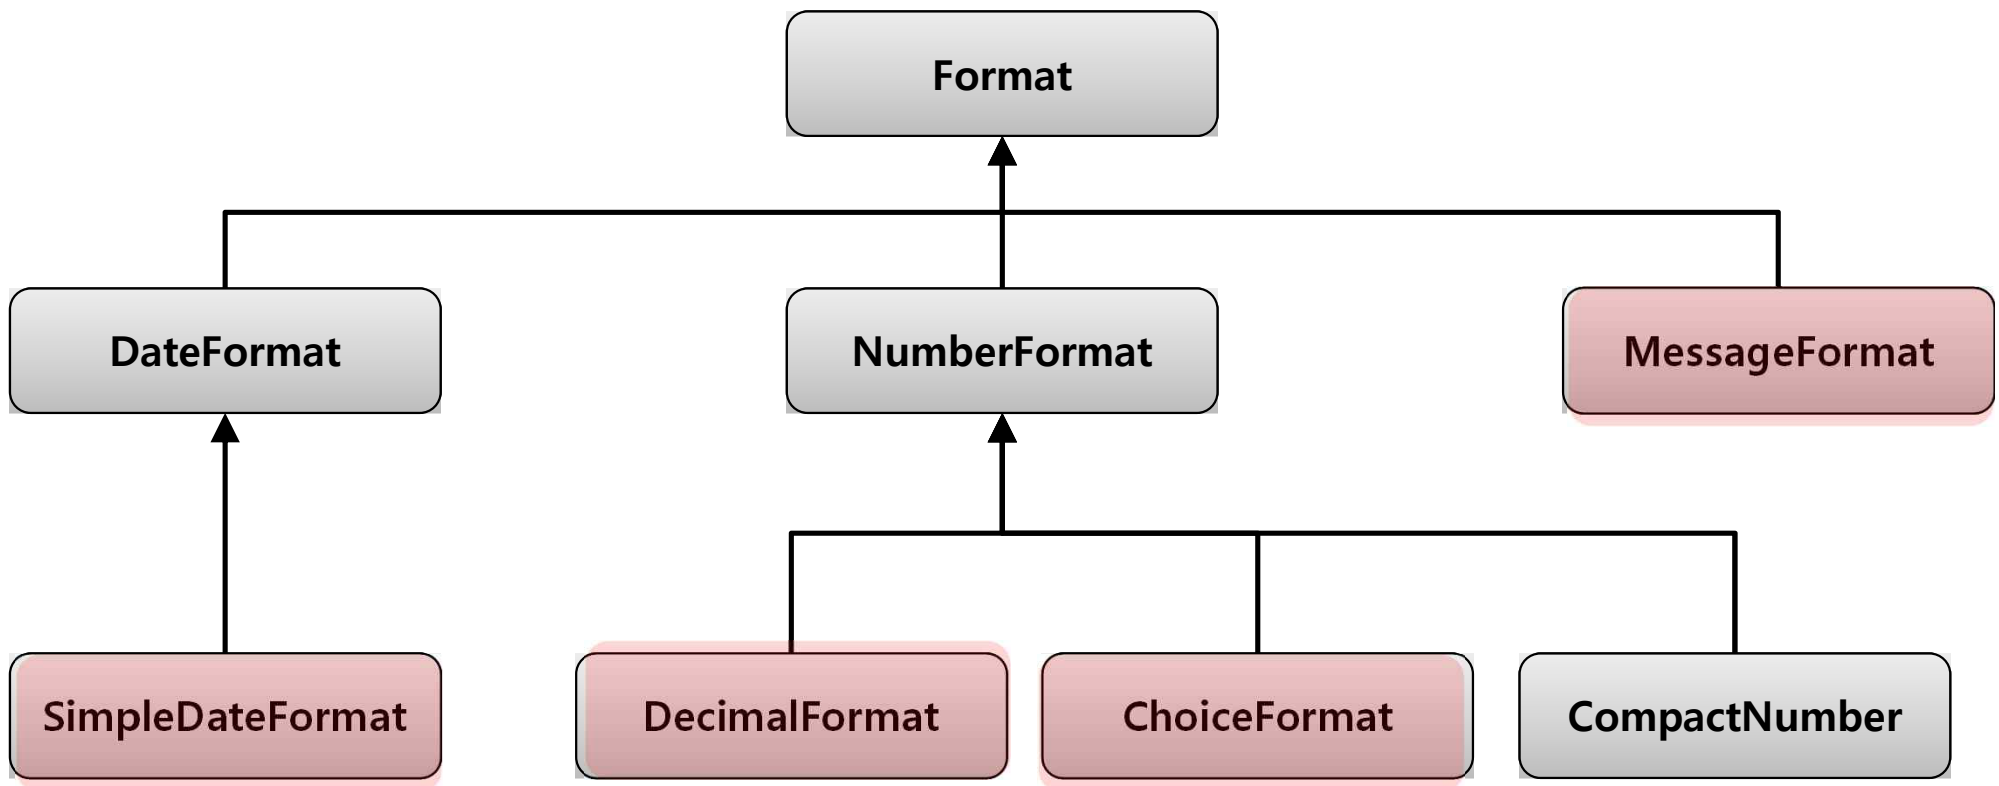 Format
DateFormat
NumberFormat
MessageFormat
SimpleDateFormat
DecimalFormat
ChoiceFormat
CompactNumber